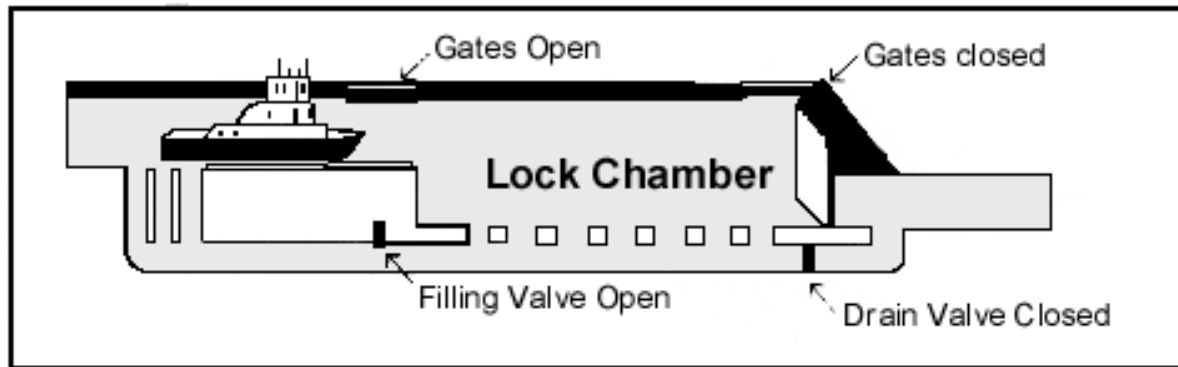 Gates Open
Gates closed
Lock Chamber
Filling Valve Open
Drain Valve Closed